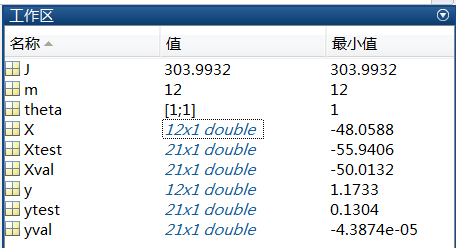 工作区
名称 值 最小值
J 303.9932 303.9932
m 12 12
theta [1;1] 1
X 12x1 double -48.0588
Xtest 21x1 double -55.9406
Xval 21x1 double -50.0132
y 12x1 double 1.1733
ytest 21x1 double 0.1304
yval 21x1 double -4.3874e-05